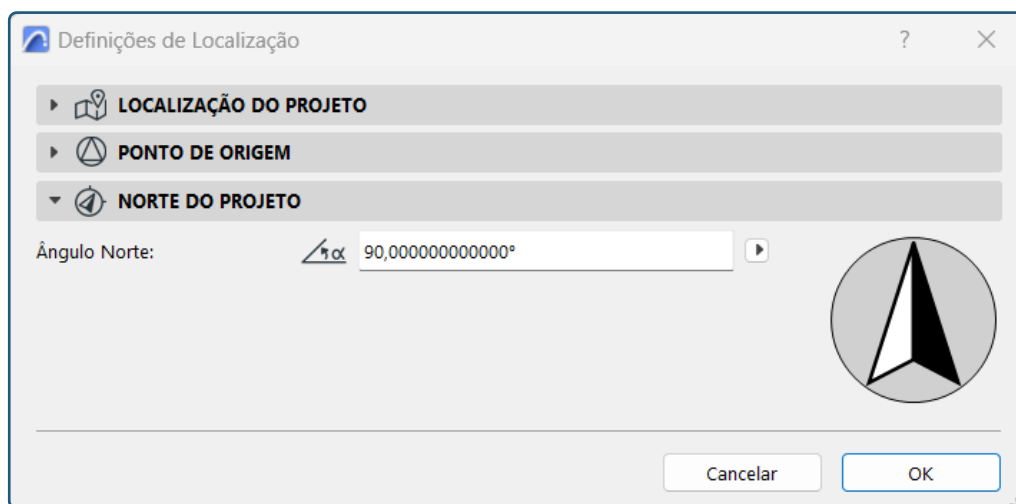 Definições de Localização
LOCALIZAÇÃO DO PROJETO
PONTO DE ORIGEM
NORTE DO PROJETO
Ângulo Norte: α 90,000000000000°
Cancelar OK